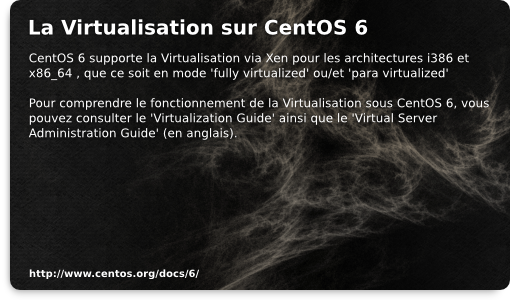 La Virtualisation sur CentOS 6
CentOS 6 supporte la Virtualisation via Xen pour les architectures i386 et
x86_64 , que ce soit en mode 'fully virtualized' ou/et 'para virtualized'
Pour comprendre le fonctionnement de la Virtualisation sous CentOS 6, vous
pouvez consulter le 'Virtualization Guide' ainsi que le 'Virtual Server
Administration Guide' (en anglais).
http://www.centos.org/docs/6/